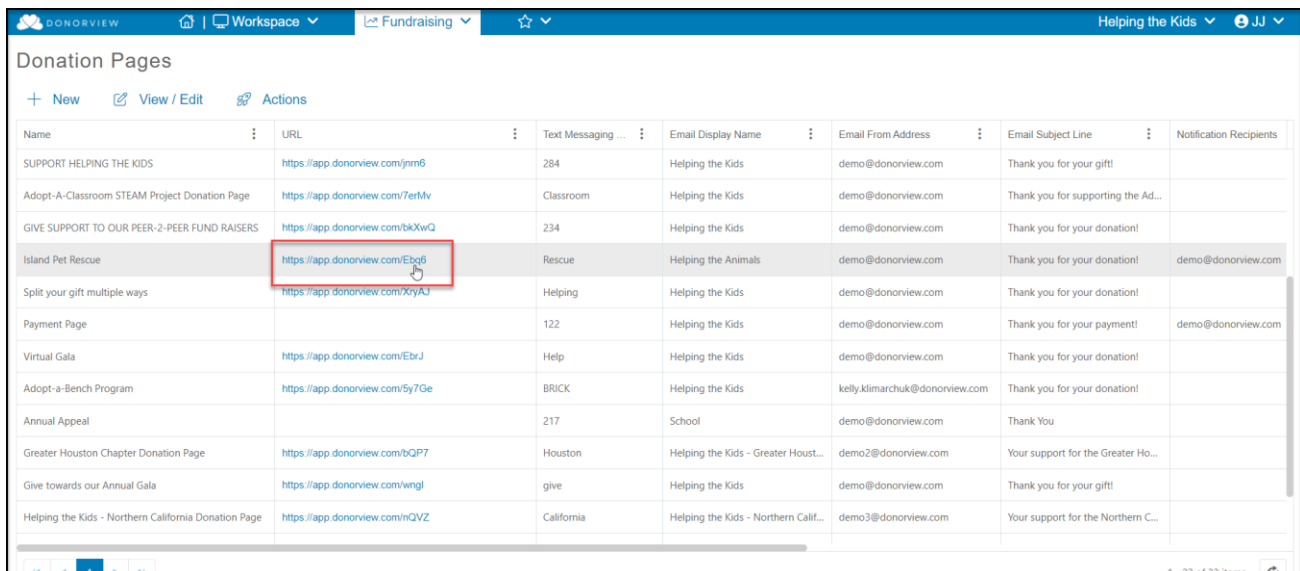 DONORVIEW | Workspace Fundraising Helping the Kids JJ
Donation Pages
New View / Edit Actions
Name URL Text Messaging ... Email Display Name Email From Address Email Subject Line Notification Recipients
SUPPORT HELPING THE KIDS https://app.donorview.com/jnm6 284 Helping the Kids demo@donorview.com Thank you for your gift!
Adopt-A-Classroom STEAM Project Donation Page https://app.donorview.com/7erMv Classroom Helping the Kids demo@donorview.com Thank you for supporting the Ad...
GIVE SUPPORT TO OUR PEER-2-PEER FUND RAISERS https://app.donorview.com/bkXwQ 234 Helping the Kids demo@donorview.com Thank you for your donation!
Island Pet Rescue https://app.donorview.com/Ebq6 Rescue Helping the Animals demo@donorview.com Thank you for your donation! demo@donorview.com
Split your gift multiple ways https://app.donorview.com/XryAJ Helping Helping the Kids demo@donorview.com Thank you for your donation!
Payment Page 122 Helping the Kids demo@donorview.com Thank you for your payment! demo@donorview.com
Virtual Gala https://app.donorview.com/EbrJ Help Helping the Kids demo@donorview.com Thank you for your donation!
Adopt-a-Bench Program https://app.donorview.com/5y7Ge BRICK Helping the Kids kelly.klimarchuk@donorview.com Thank you for your donation!
Annual Appeal 217 School demo@donorview.com Thank You
Greater Houston Chapter Donation Page https://app.donorview.com/bQP7 Houston Helping the Kids - Greater Houst... demo2@donorview.com Your support for the Greater Ho...
Give towards our Annual Gala https://app.donorview.com/wngl give Helping the Kids demo@donorview.com Thank you for your gift!
Helping the Kids - Northern California Donation Page https://app.donorview.com/nQVZ California Helping the Kids - Northern Calif... demo3@donorview.com Your support for the Northern C...